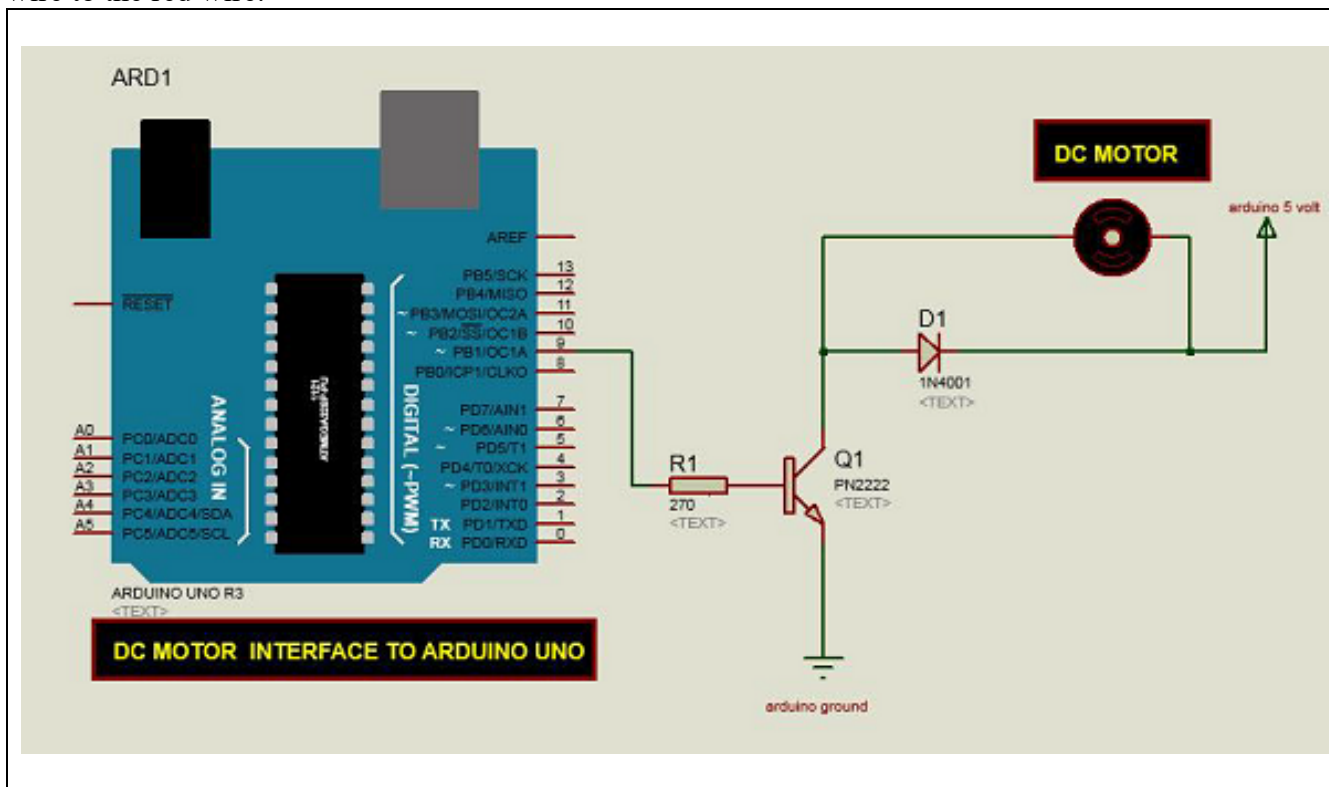 ARD1
DC MOTOR
arduino 5 volt
AREF
RESET
PB5/SCK 13
PB4/MISO 12
~PB3/MOSI/OC2A 11
~ PB2/SS/OC1B 10
~ PB1/OC1A 9
PB0/ICP1/CLKO 8
PD7/AIN1 7
~ PD6/AIN0 6
~ PD5/T1 5
PD4/T0/XCK 4
~ PD3/INT1 3
PD2/INT0 2
TX PD1/TXD 1
RX PD0/RXD 0
DIGITAL (~PWM)
ANALOG IN
A0 PC0/ADC0
A1 PC1/ADC1
A2 PC2/ADC2
A3 PC3/ADC3
A4 PC4/ADC4/SDA
A5 PC5/ADC5/SCL
D1
1N4001
<TEXT>
R1
270
<TEXT>
Q1
PN2222
<TEXT>
ARDUINO UNO R3
<TEXT>
DC MOTOR INTERFACE TO ARDUINO UNO
arduino ground